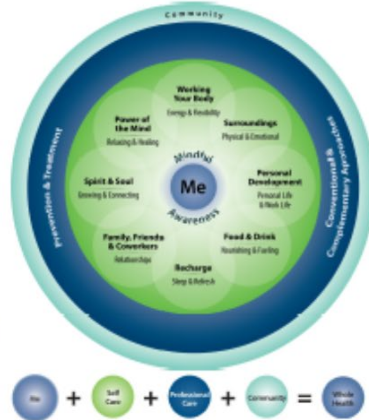 Community
Working
Your Body
Energy & Flexibility
Surroundings
Physical & Emotional
Personal
Development
Personal Life
& Work Life
Food & Drink
Nourishing & Fueling
Recharge
Sleep & Refresh
Family, Friends
& Coworkers
Relationships
Spirit & Soul
Growing & Connecting
Power of
the Mind
Relaxing & Healing
Mindful
Me
Awareness
Prevention & Treatment
Conventional &
Complementary Approaches
Me + Self Care + Professional Care + Community = Whole Health